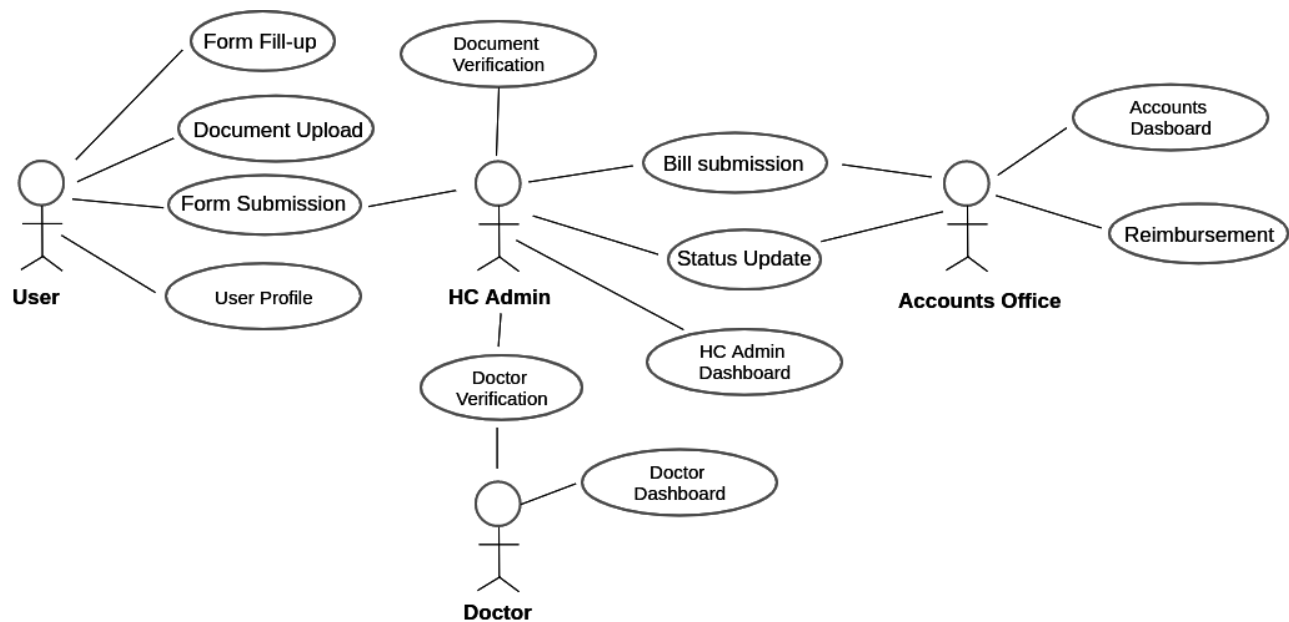 Form Fill-up
Document
Verification
Accounts
Dasboard
Document Upload
Bill submission
Form Submission
Reimbursement
Status Update
User Profile
User
HC Admin
Accounts Office
HC Admin
Dashboard
Doctor
Verification
Doctor
Dashboard
Doctor